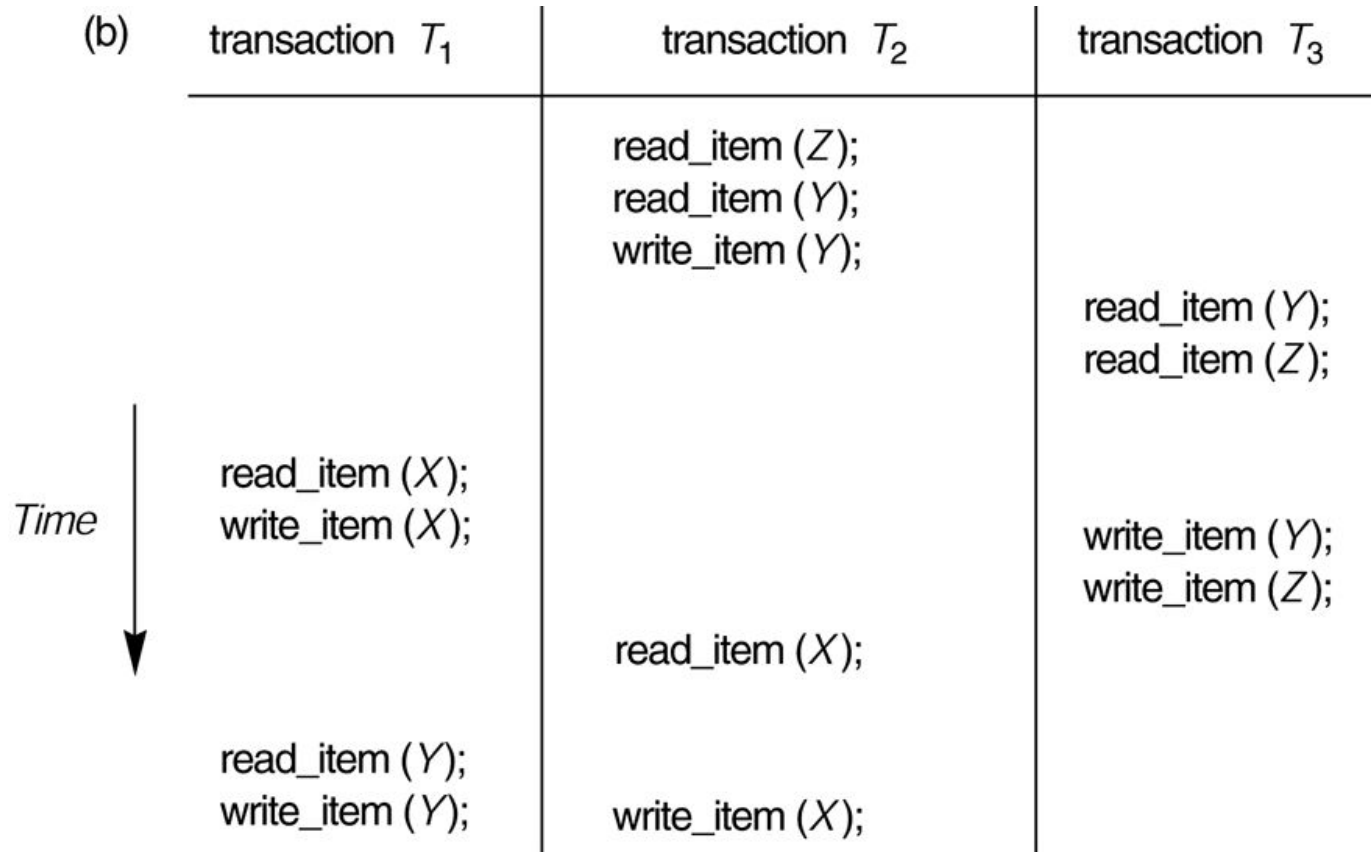 (b) transaction T1 transaction T2 transaction T3
read_item (Z);
read_item (Y);
write_item (Y);
read_item (Y);
read_item (Z);
read_item (X);
Time write_item (X); write_item (Y);
write_item (Z);
read_item (X);
read_item (Y);
write_item (Y); write_item (X);